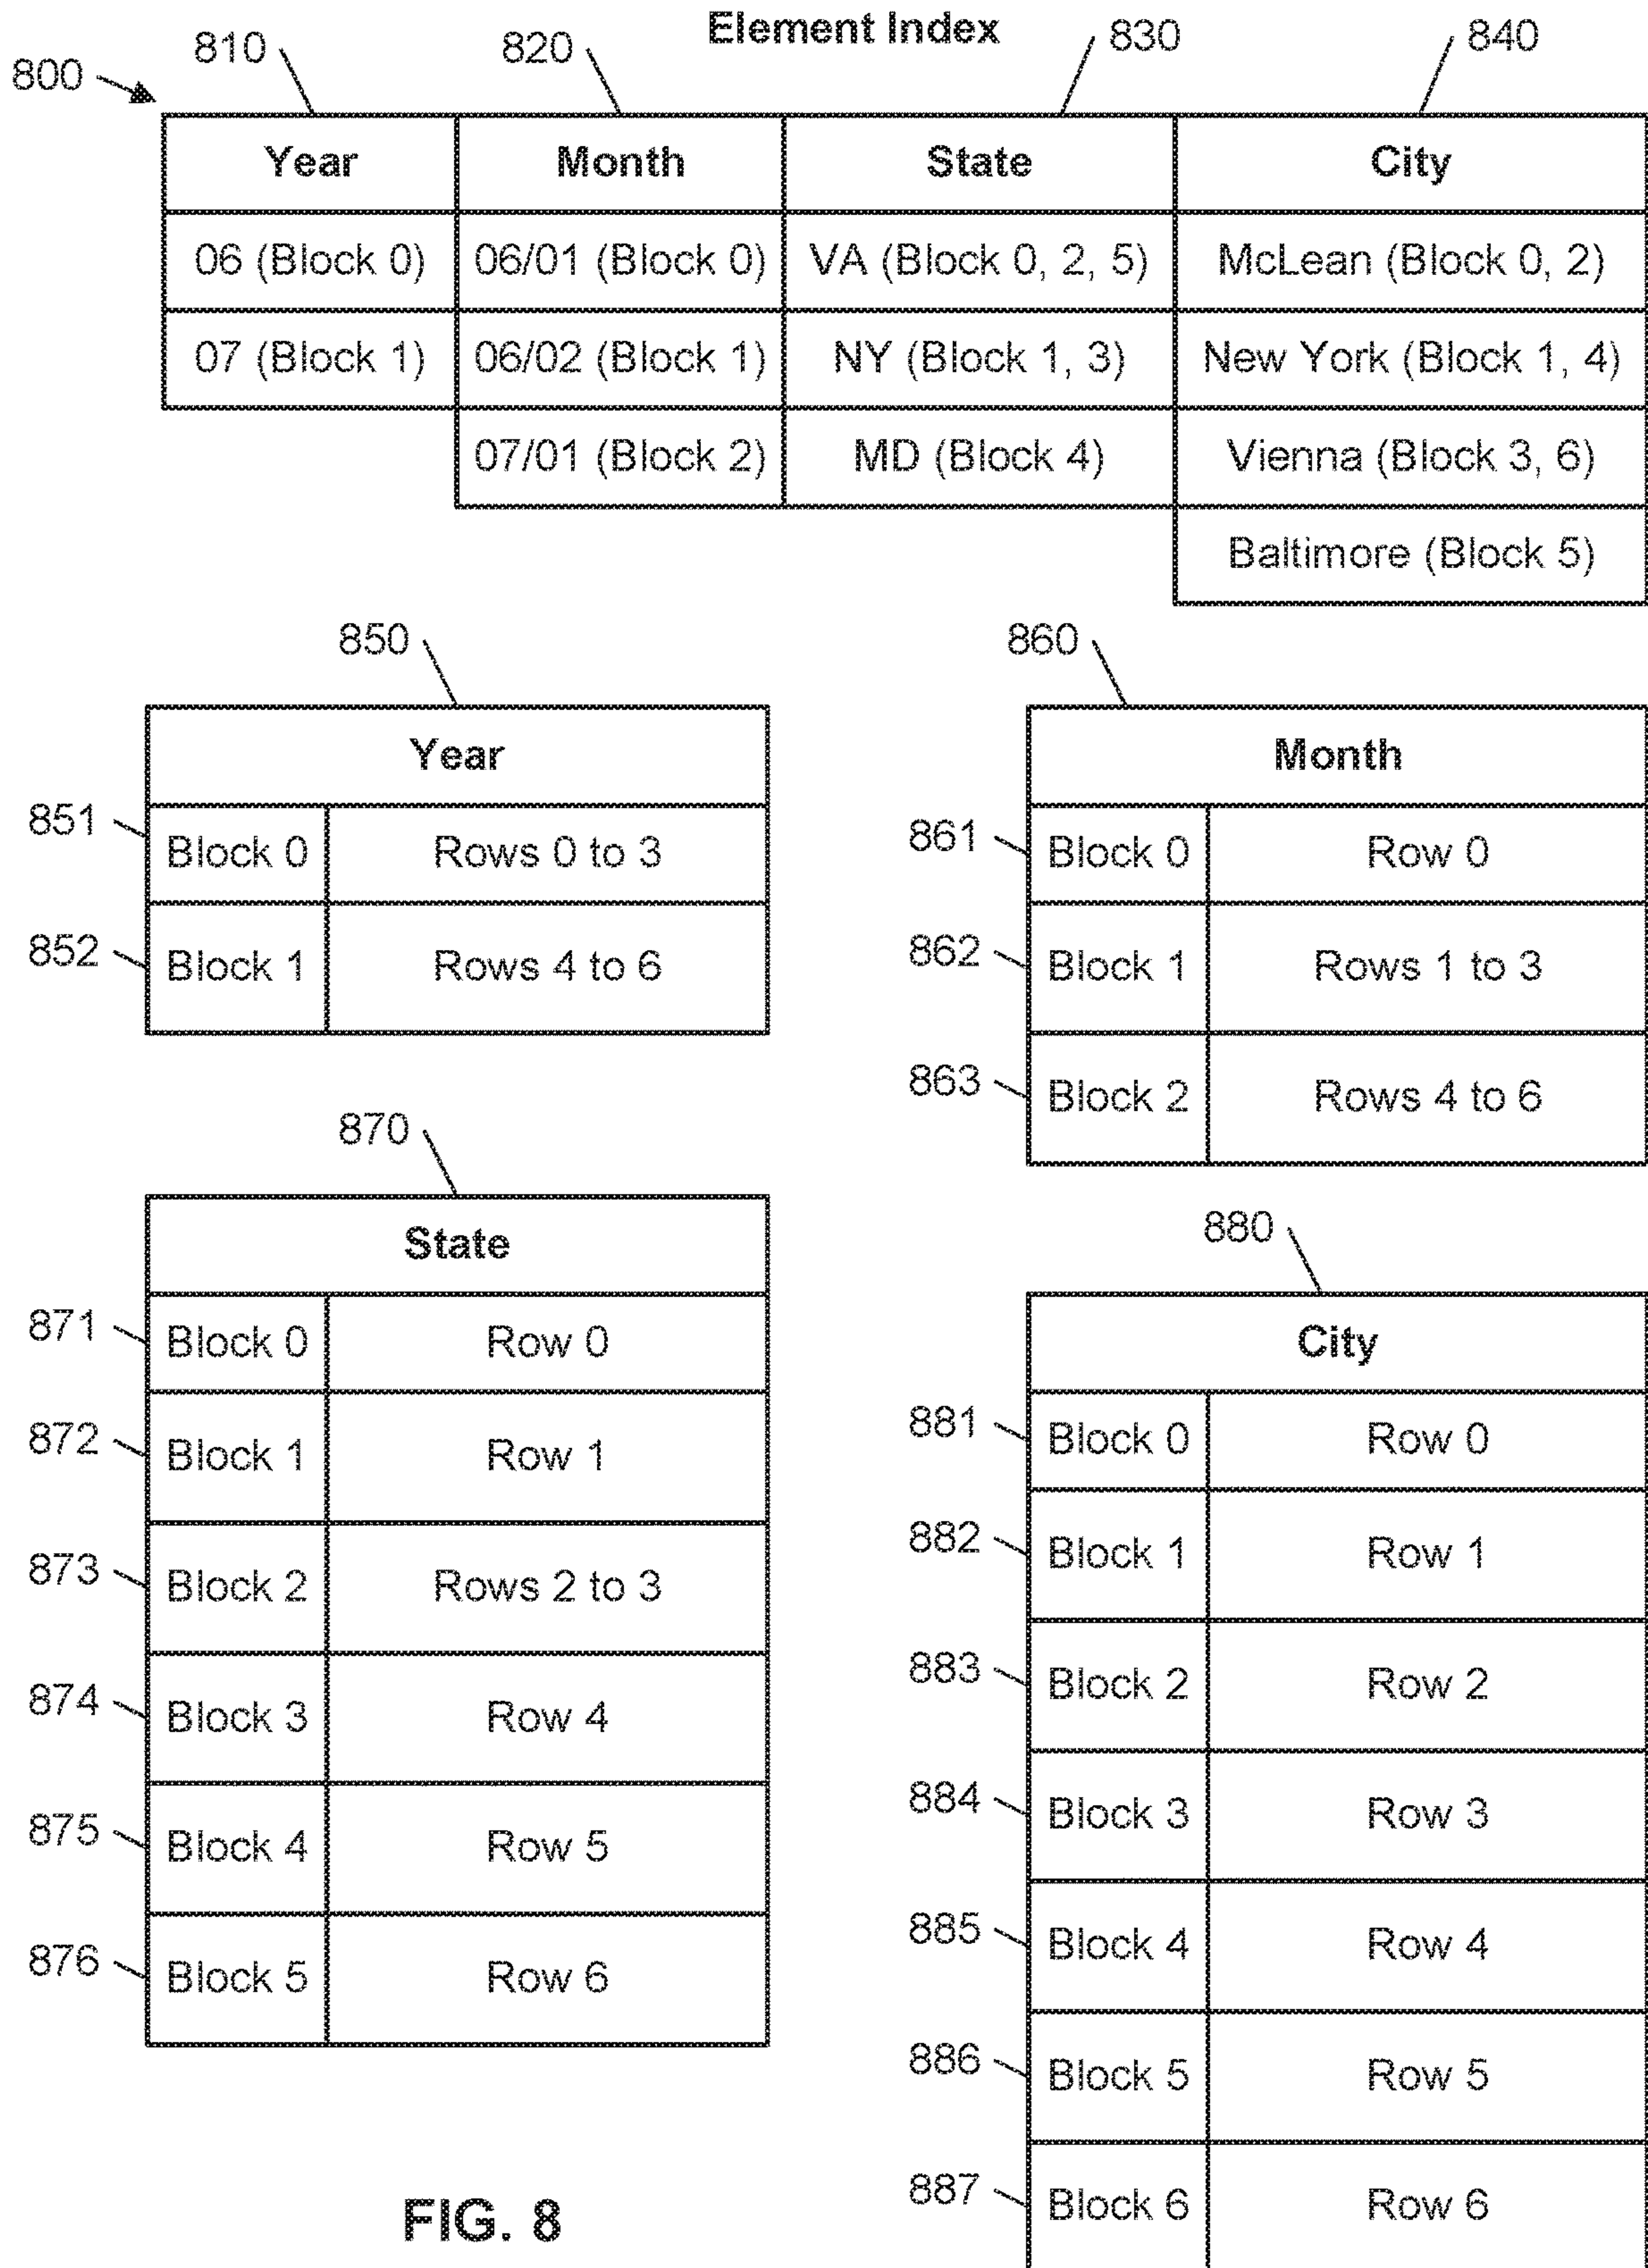 Element Index
800 810 820 830 840
Year Month State City
06 (Block 0) 06/01 (Block 0) VA (Block 0, 2, 5) McLean (Block 0, 2)
07 (Block 1) 06/02 (Block 1) NY (Block 1, 3) New York (Block 1, 4)
07/01 (Block 2) MD (Block 4) Vienna (Block 3, 6)
Baltimore (Block 5)
850
Year
851 Block 0 Rows 0 to 3
852 Block 1 Rows 4 to 6
860
Month
861 Block 0 Row 0
862 Block 1 Rows 1 to 3
863 Block 2 Rows 4 to 6
870
State
871 Block 0 Row 0
872 Block 1 Row 1
873 Block 2 Rows 2 to 3
874 Block 3 Row 4
875 Block 4 Row 5
876 Block 5 Row 6
880
City
881 Block 0 Row 0
882 Block 1 Row 1
883 Block 2 Row 2
884 Block 3 Row 3
885 Block 4 Row 4
886 Block 5 Row 5
887 Block 6 Row 6
FIG. 8